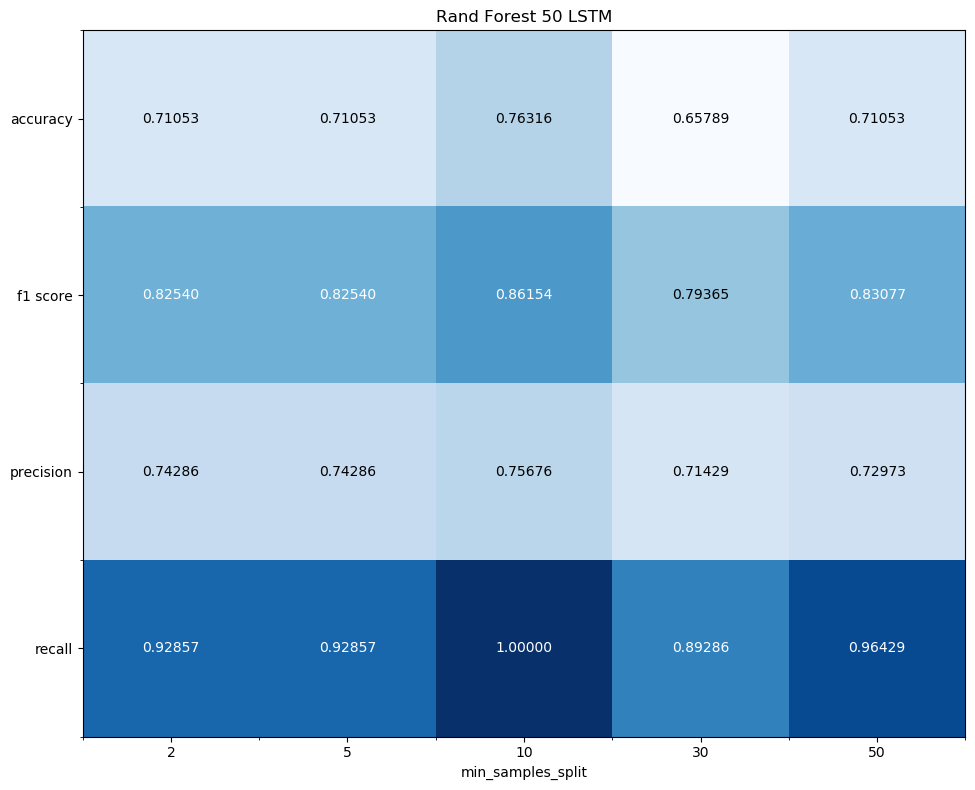 Rand Forest 50 LSTM
accuracy 0.71053 0.71053 0.76316 0.65789 0.71053
f1 score 0.82540 0.82540 0.86154 0.79365 0.83077
precision 0.74286 0.74286 0.75676 0.71429 0.72973
recall 0.92857 0.92857 1.00000 0.89286 0.96429
2 5 10 30 50
min_samples_split